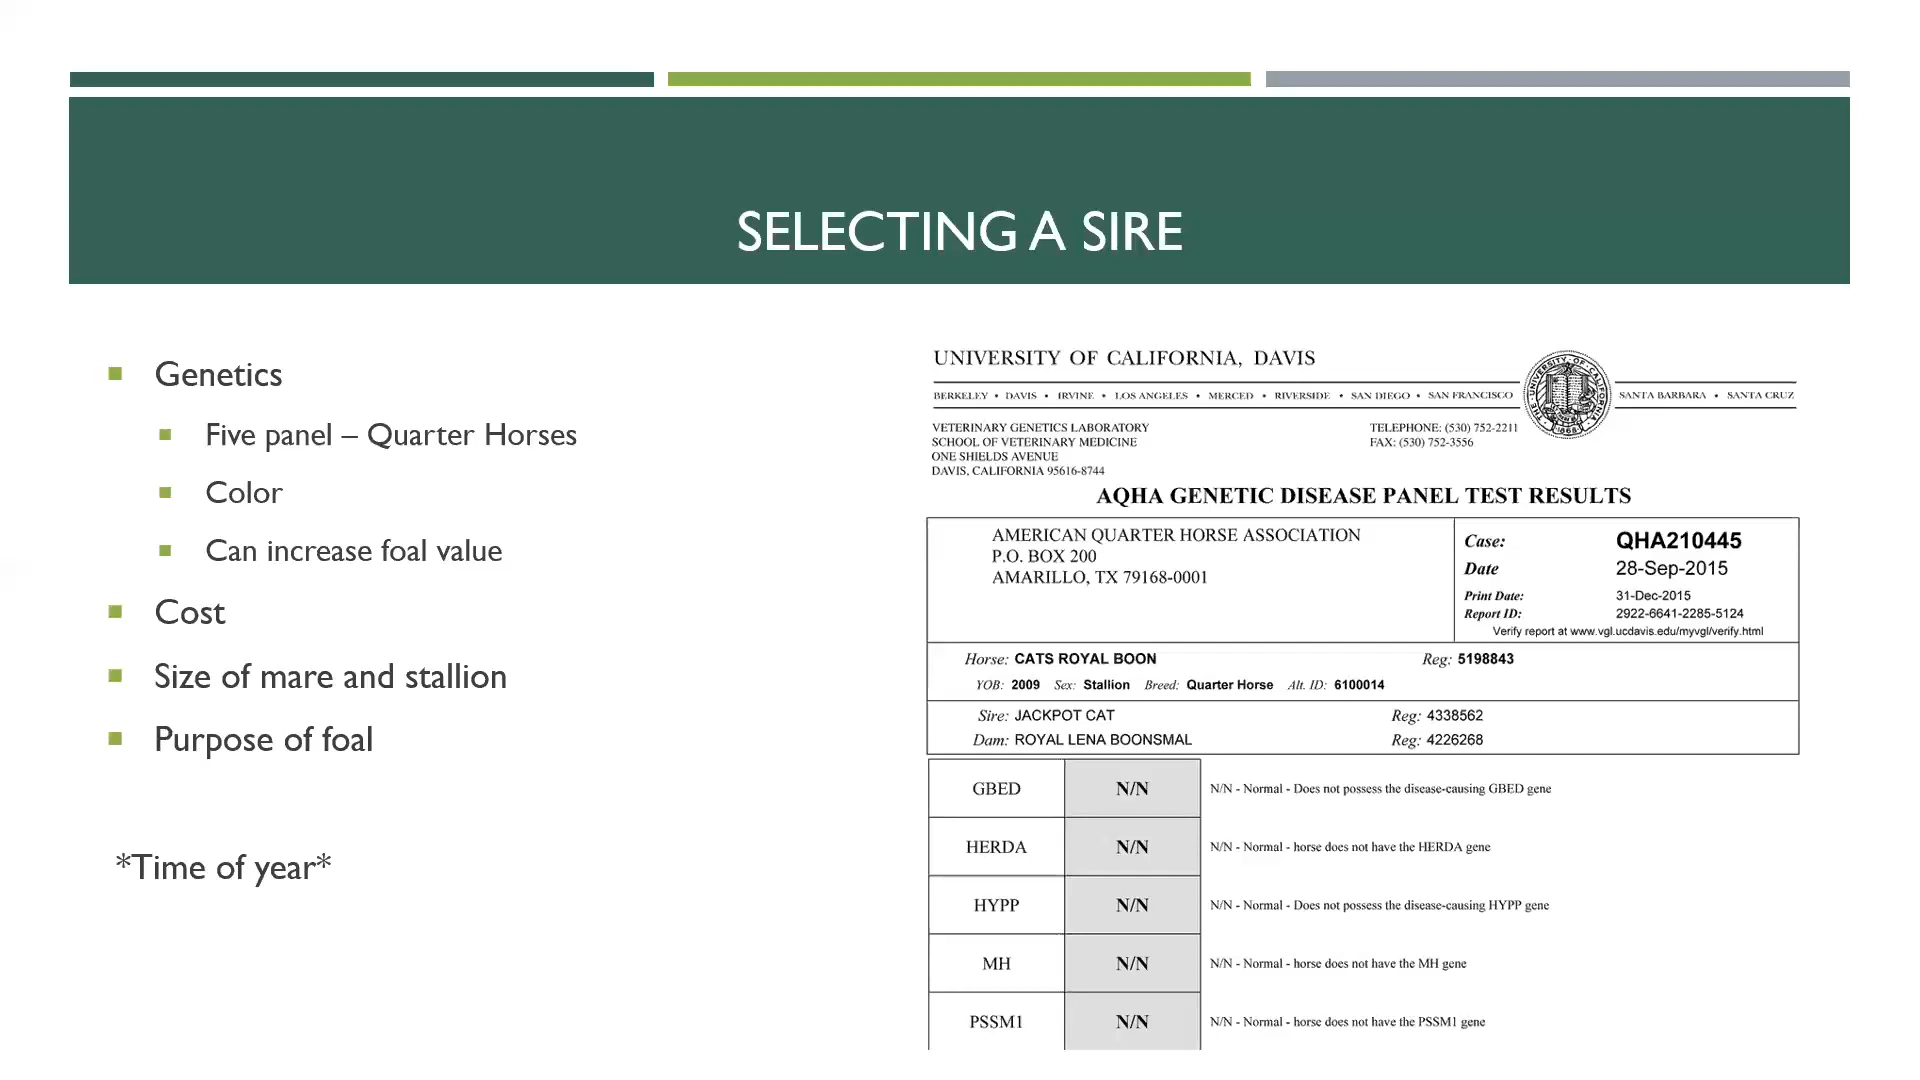 SELECTING A SIRE
Genetics
Five panel – Quarter Horses
Color
Can increase foal value
Cost
Size of mare and stallion
Purpose of foal
*Time of year*
UNIVERSITY OF CALIFORNIA, DAVIS
BERKELEY • DAVIS • IRVINE • LOS ANGELES • MERCED • RIVERSIDE • SAN DIEGO • SAN FRANCISCO
SANTA BARBARA • SANTA CRUZ
VETERINARY GENETICS LABORATORY
SCHOOL OF VETERINARY MEDICINE
ONE SHIELDS AVENUE
DAVIS, CALIFORNIA 95616-8744
TELEPHONE: (530) 752-2211
FAX: (530) 752-3556
AQHA GENETIC DISEASE PANEL TEST RESULTS
AMERICAN QUARTER HORSE ASSOCIATION
P.O. BOX 200
AMARILLO, TX 79168-0001
Case: QHA210445
Date 28-Sep-2015
Print Date: 31-Dec-2015
Report ID: 2922-6641-2285-5124
Verify report at www.vgl.ucdavis.edu/myvgl/verify.html
Horse: CATS ROYAL BOON Reg: 5198843
YOB: 2009 Sex: Stallion Breed: Quarter Horse Alt. ID: 6100014
Sire: JACKPOT CAT Reg: 4338562
Dam: ROYAL LENA BOONSMAL Reg: 4226268
GBED N/N N/N - Normal - Does not possess the disease-causing GBED gene
HERDA N/N N/N - Normal - horse does not have the HERDA gene
HYPP N/N N/N - Normal - Does not possess the disease-causing HYPP gene
MH N/N N/N - Normal - horse does not have the MH gene
PSSM1 N/N N/N - Normal - horse does not have the PSSM1 gene